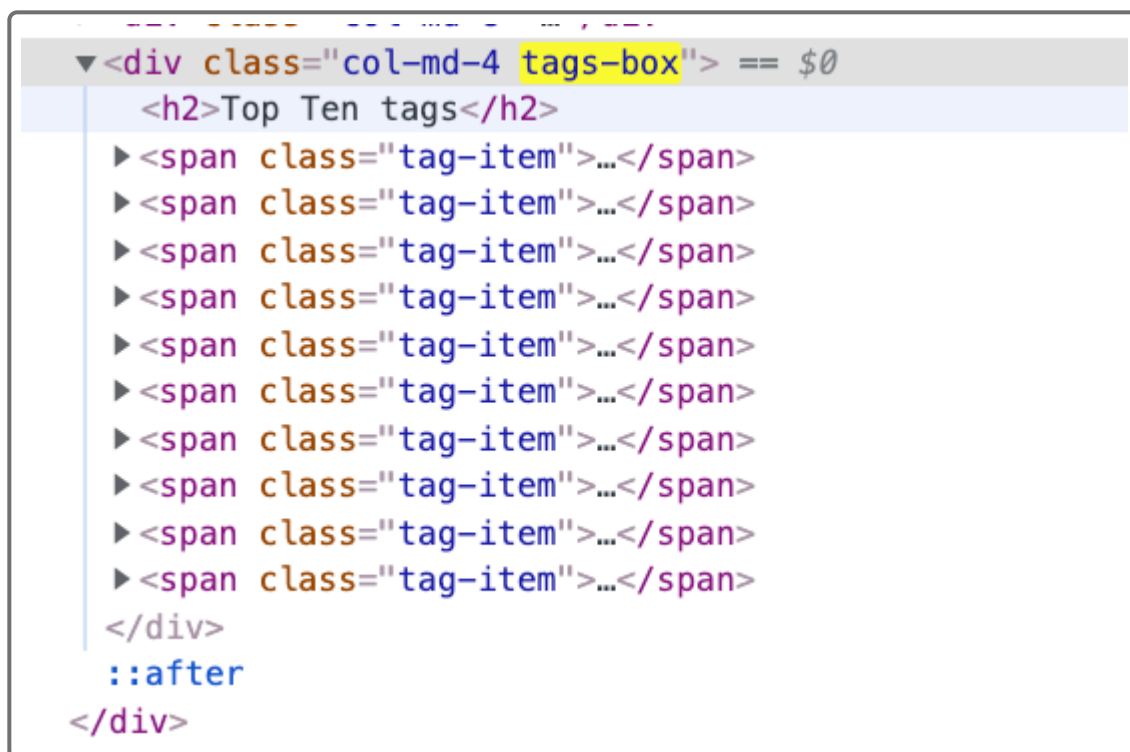 <div class="col-md-4 tags-box"> == $0
<h2>Top Ten tags</h2>
<span class="tag-item">…</span>
<span class="tag-item">…</span>
<span class="tag-item">…</span>
<span class="tag-item">…</span>
<span class="tag-item">…</span>
<span class="tag-item">…</span>
<span class="tag-item">…</span>
<span class="tag-item">…</span>
<span class="tag-item">…</span>
<span class="tag-item">…</span>
</div>
::after
</div>